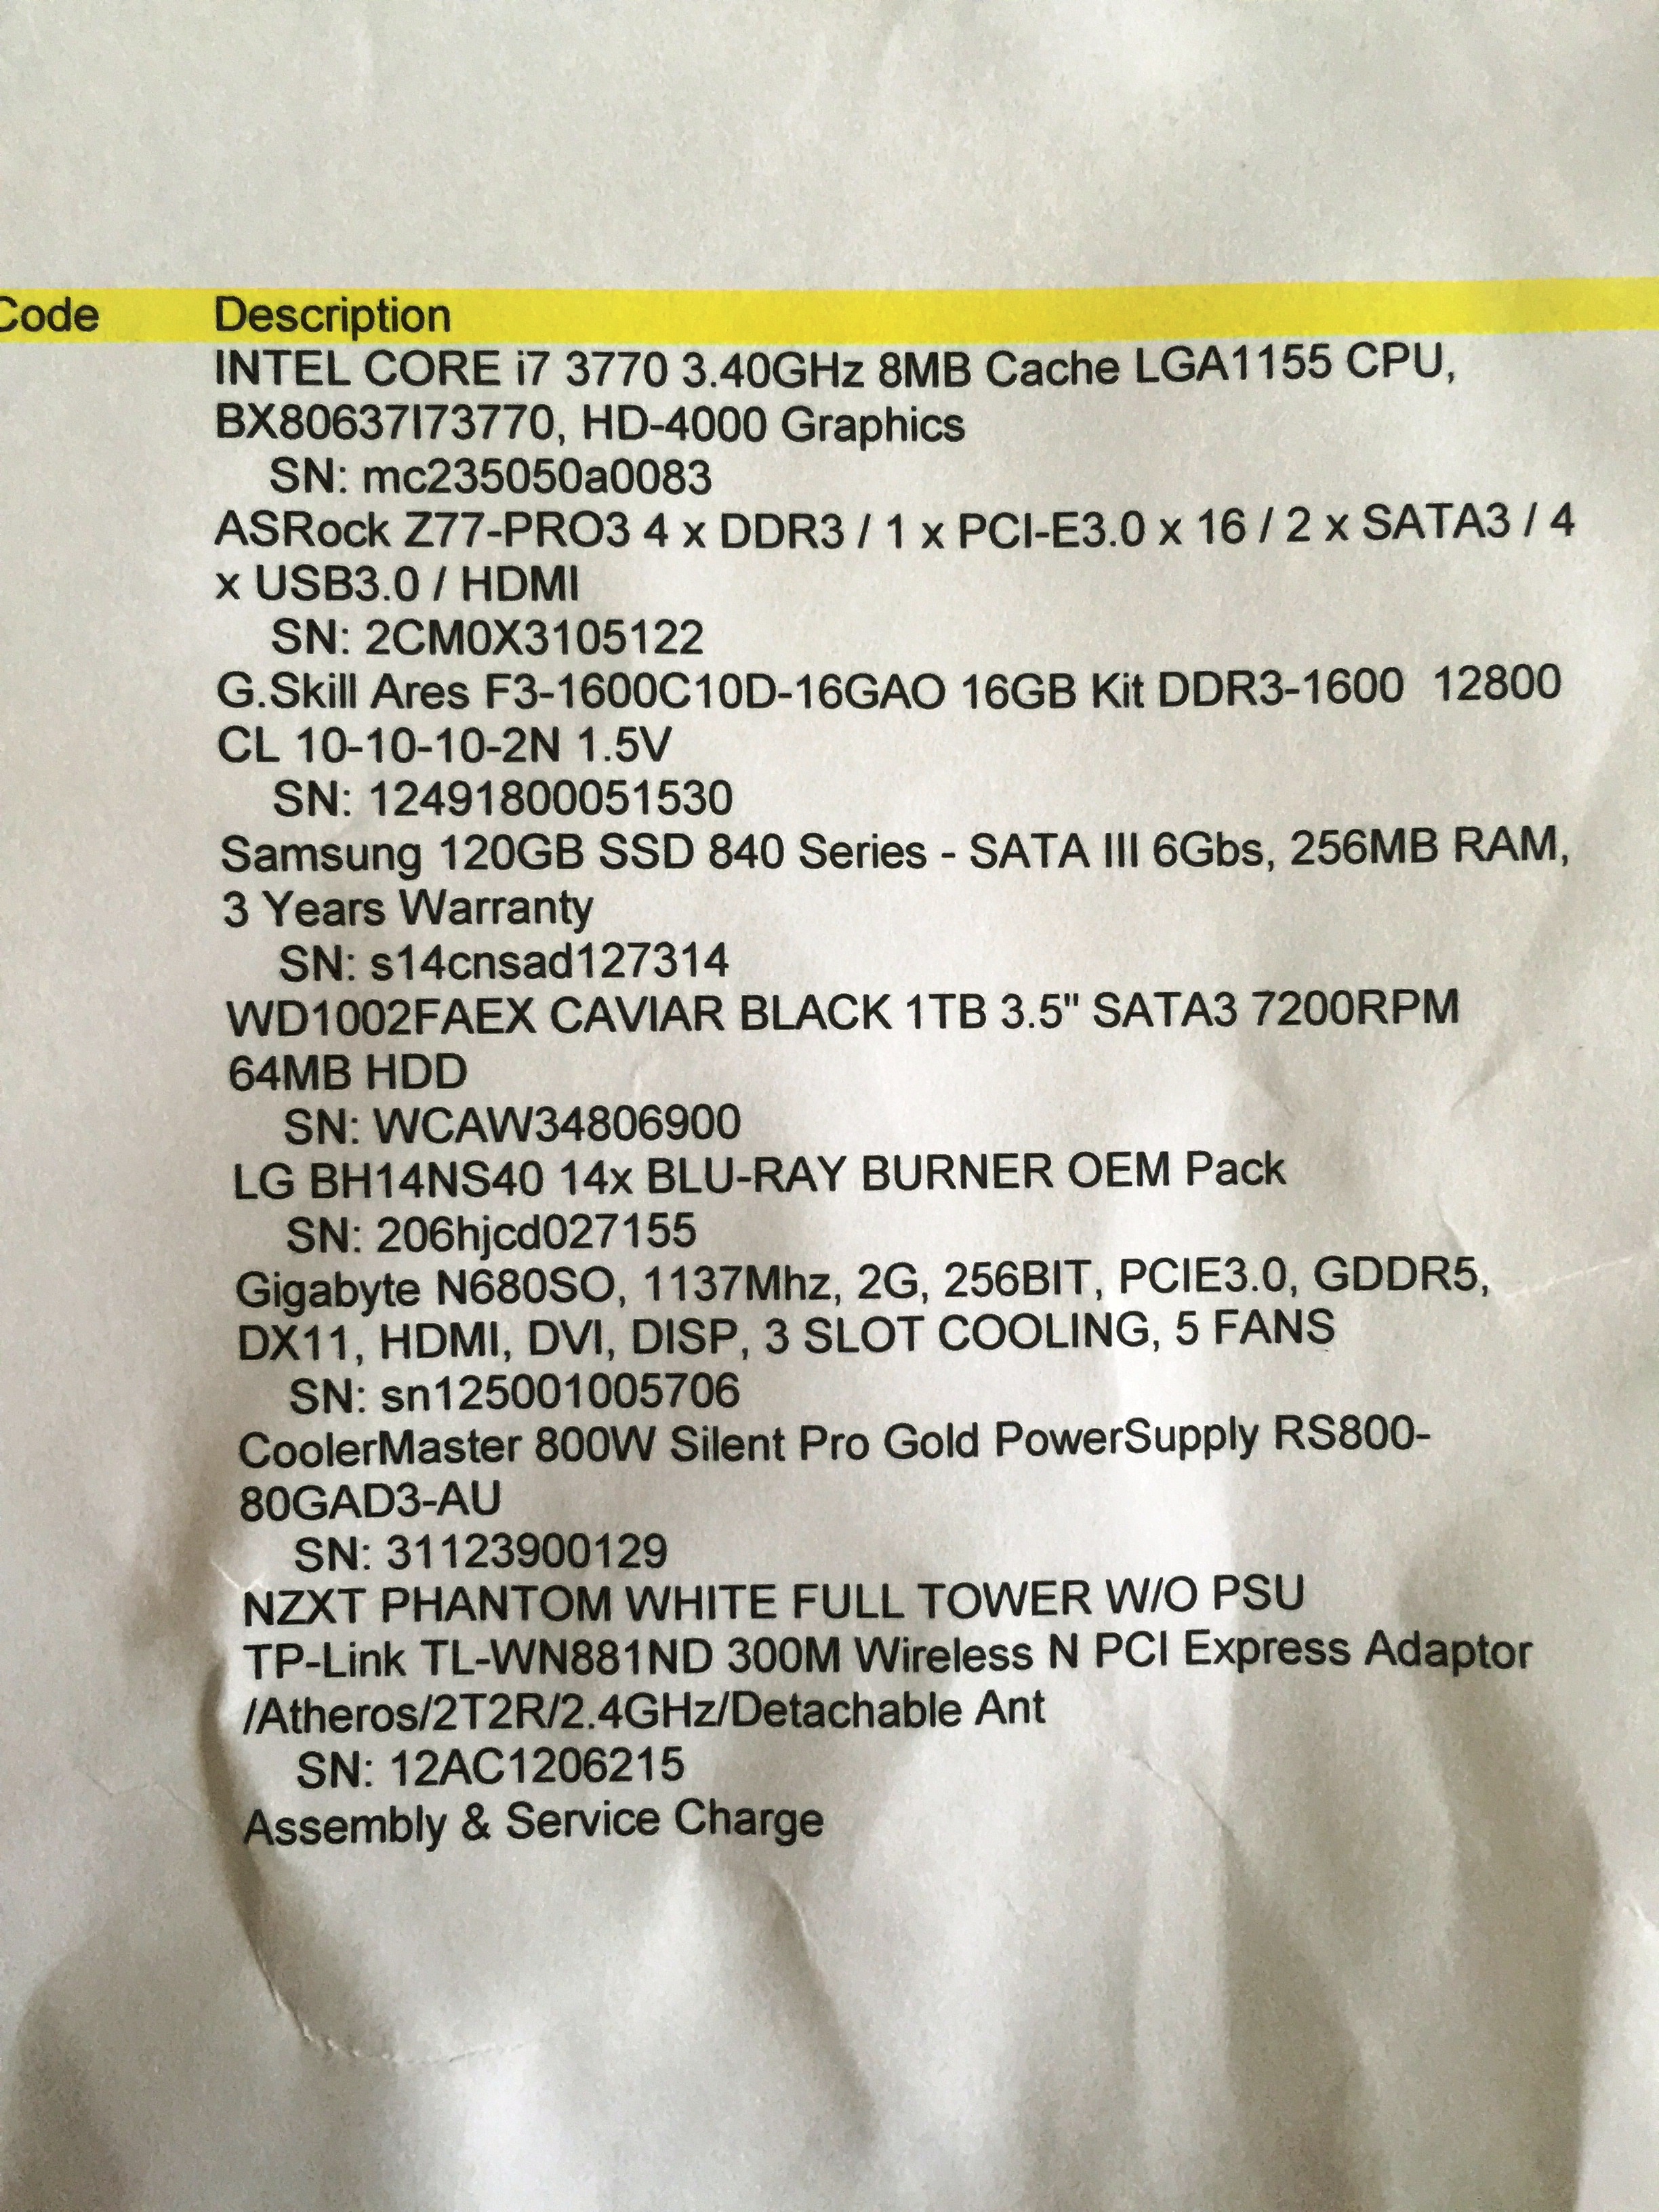 Code Description
INTEL CORE i7 3770 3.40GHz 8MB Cache LGA1155 CPU,
BX80637I73770, HD-4000 Graphics
SN: mc235050a0083
ASRock Z77-PRO3 4 x DDR3 / 1 x PCI-E3.0 x 16 / 2 x SATA3 / 4
x USB3.0 / HDMI
SN: 2CM0X3105122
G.Skill Ares F3-1600C10D-16GAO 16GB Kit DDR3-1600  12800
CL 10-10-10-2N 1.5V
SN: 12491800051530
Samsung 120GB SSD 840 Series - SATA III 6Gbs, 256MB RAM,
3 Years Warranty
SN: s14cnsad127314
WD1002FAEX CAVIAR BLACK 1TB 3.5" SATA3 7200RPM
64MB HDD
SN: WCAW34806900
LG BH14NS40 14x BLU-RAY BURNER OEM Pack
SN: 206hjcd027155
Gigabyte N680SO, 1137Mhz, 2G, 256BIT, PCIE3.0, GDDR5,
DX11, HDMI, DVI, DISP, 3 SLOT COOLING, 5 FANS
SN: sn125001005706
CoolerMaster 800W Silent Pro Gold PowerSupply RS800-
80GAD3-AU
SN: 31123900129
NZXT PHANTOM WHITE FULL TOWER W/O PSU
TP-Link TL-WN881ND 300M Wireless N PCI Express Adaptor
/Atheros/2T2R/2.4GHz/Detachable Ant
SN: 12AC1206215
Assembly & Service Charge